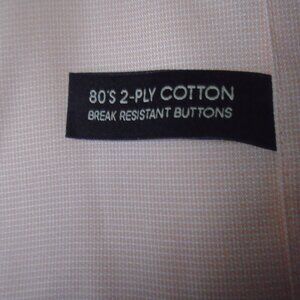 80'S 2-PLY COTTON
BREAK RESISTANT BUTTONS